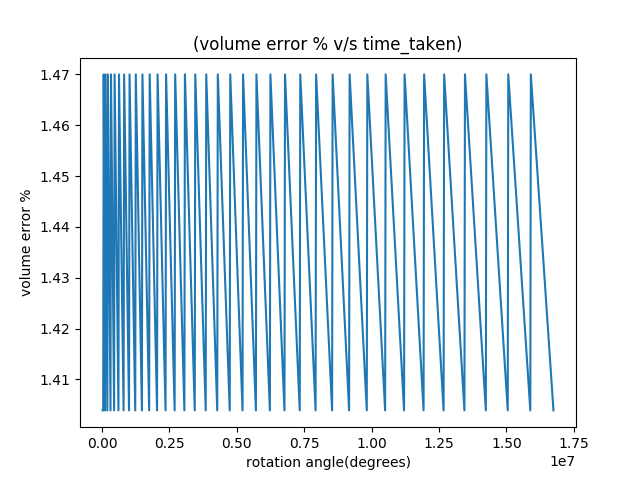 (volume error % v/s time_taken)
1.47
1.46
1.45
1.44
1.43
1.42
1.41
volume error %
0.00 0.25 0.50 0.75 1.00 1.25 1.50 1.75
1e7
rotation angle(degrees)